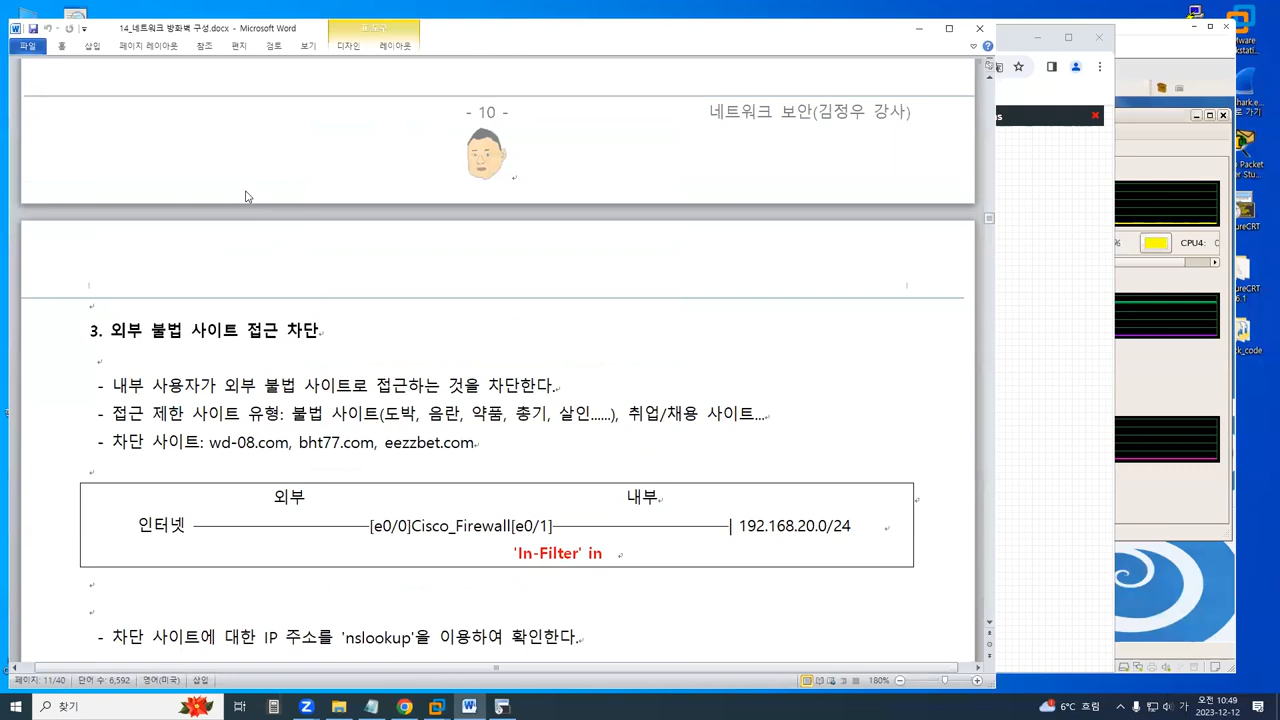 14_네트워크 방화벽 구성.docx - Microsoft Word
파일 홈 삽입 페이지 레이아웃 참조 편지 검토 보기 디자인 레이아웃
- 10 -
네트워크 보안(김정우 강사)
3. 외부 불법 사이트 접근 차단
- 내부 사용자가 외부 불법 사이트로 접근하는 것을 차단한다.
- 접근 제한 사이트 유형: 불법 사이트(도박, 음란, 약품, 총기, 살인.....), 취업/채용 사이트...
- 차단 사이트: wd-08.com, bht77.com, eezzbet.com
외부 내부
인터넷 [e0/0]Cisco_Firewall[e0/1] 192.168.20.0/24
'In-Filter' in
- 차단 사이트에 대한 IP 주소를 'nslookup'을 이용하여 확인한다.
페이지: 11/40 단어 수: 6,592 영어(미국) 삽입 180%
CPU4:
찾기
6°C 흐림 가 오전 10:49
2023-12-12